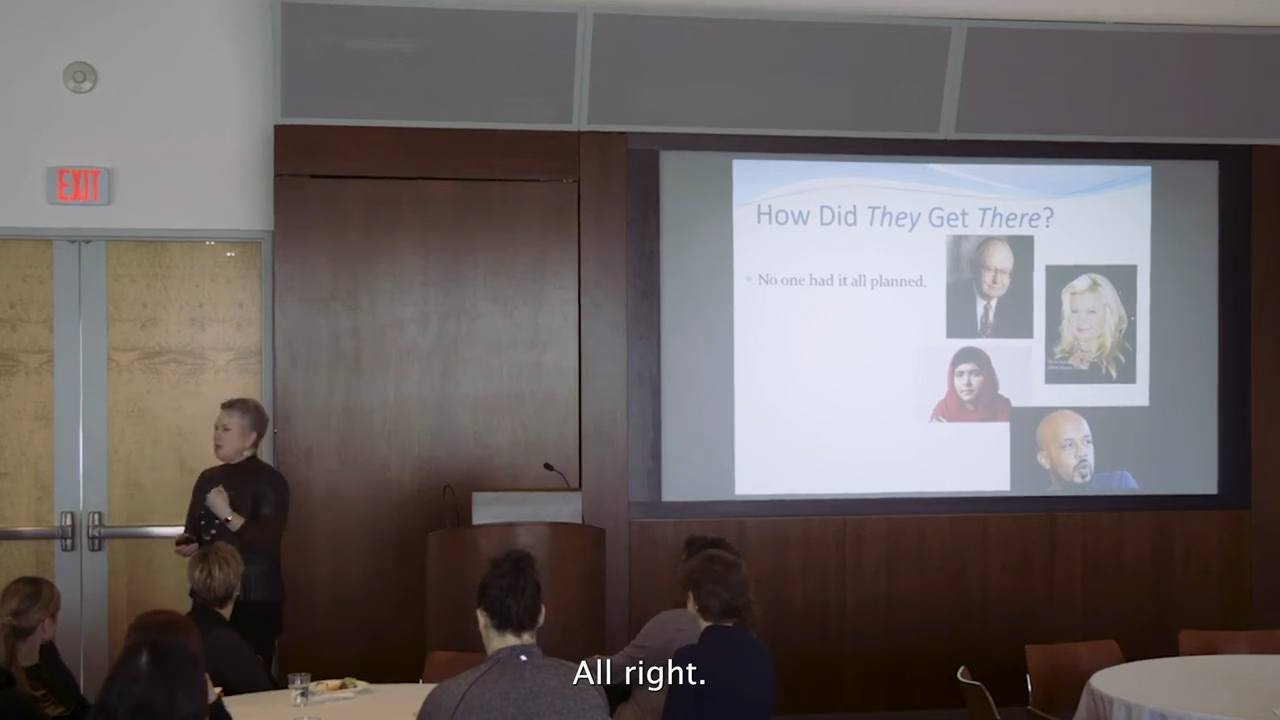 EXIT
How Did They Get There?
No one had it all planned.
All right.